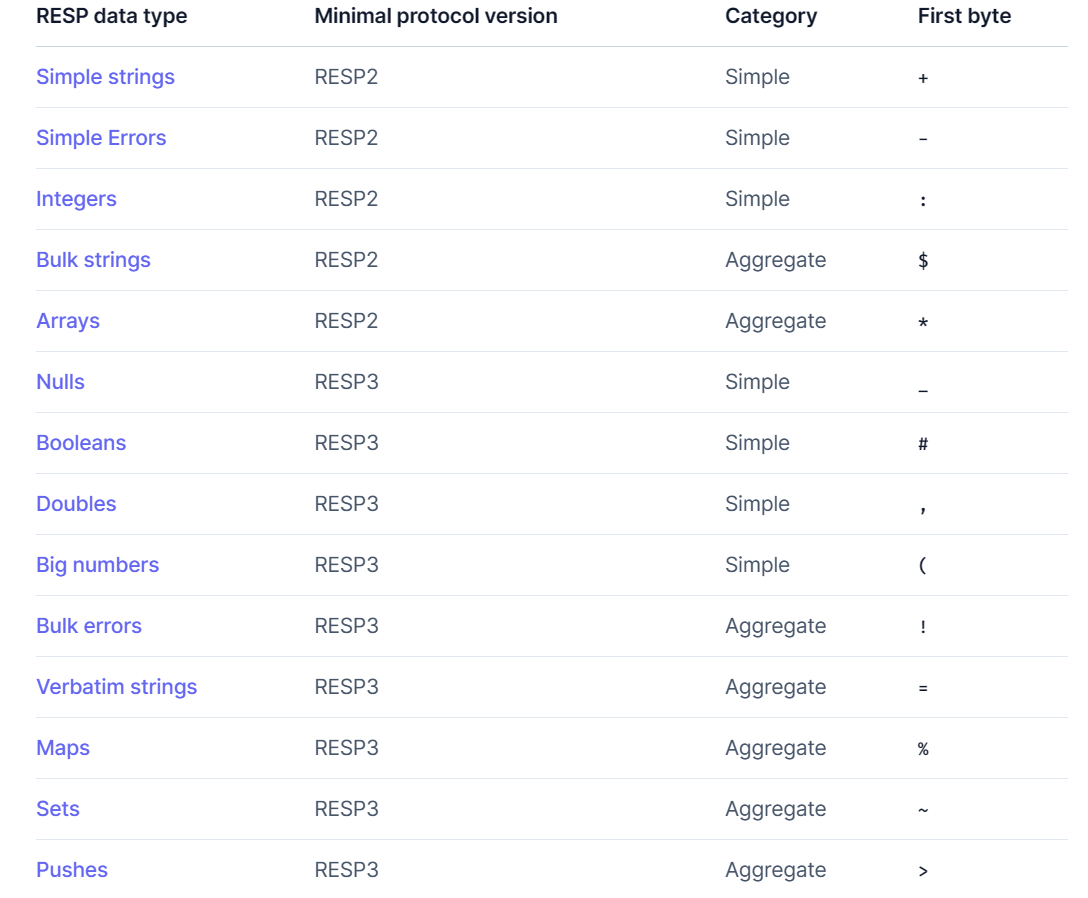 RESP data type Minimal protocol version Category First byte
Simple strings RESP2 Simple +
Simple Errors RESP2 Simple -
Integers RESP2 Simple :
Bulk strings RESP2 Aggregate $
Arrays RESP2 Aggregate *
Nulls RESP3 Simple _
Booleans RESP3 Simple #
Doubles RESP3 Simple ,
Big numbers RESP3 Simple (
Bulk errors RESP3 Aggregate !
Verbatim strings RESP3 Aggregate =
Maps RESP3 Aggregate %
Sets RESP3 Aggregate ~
Pushes RESP3 Aggregate >